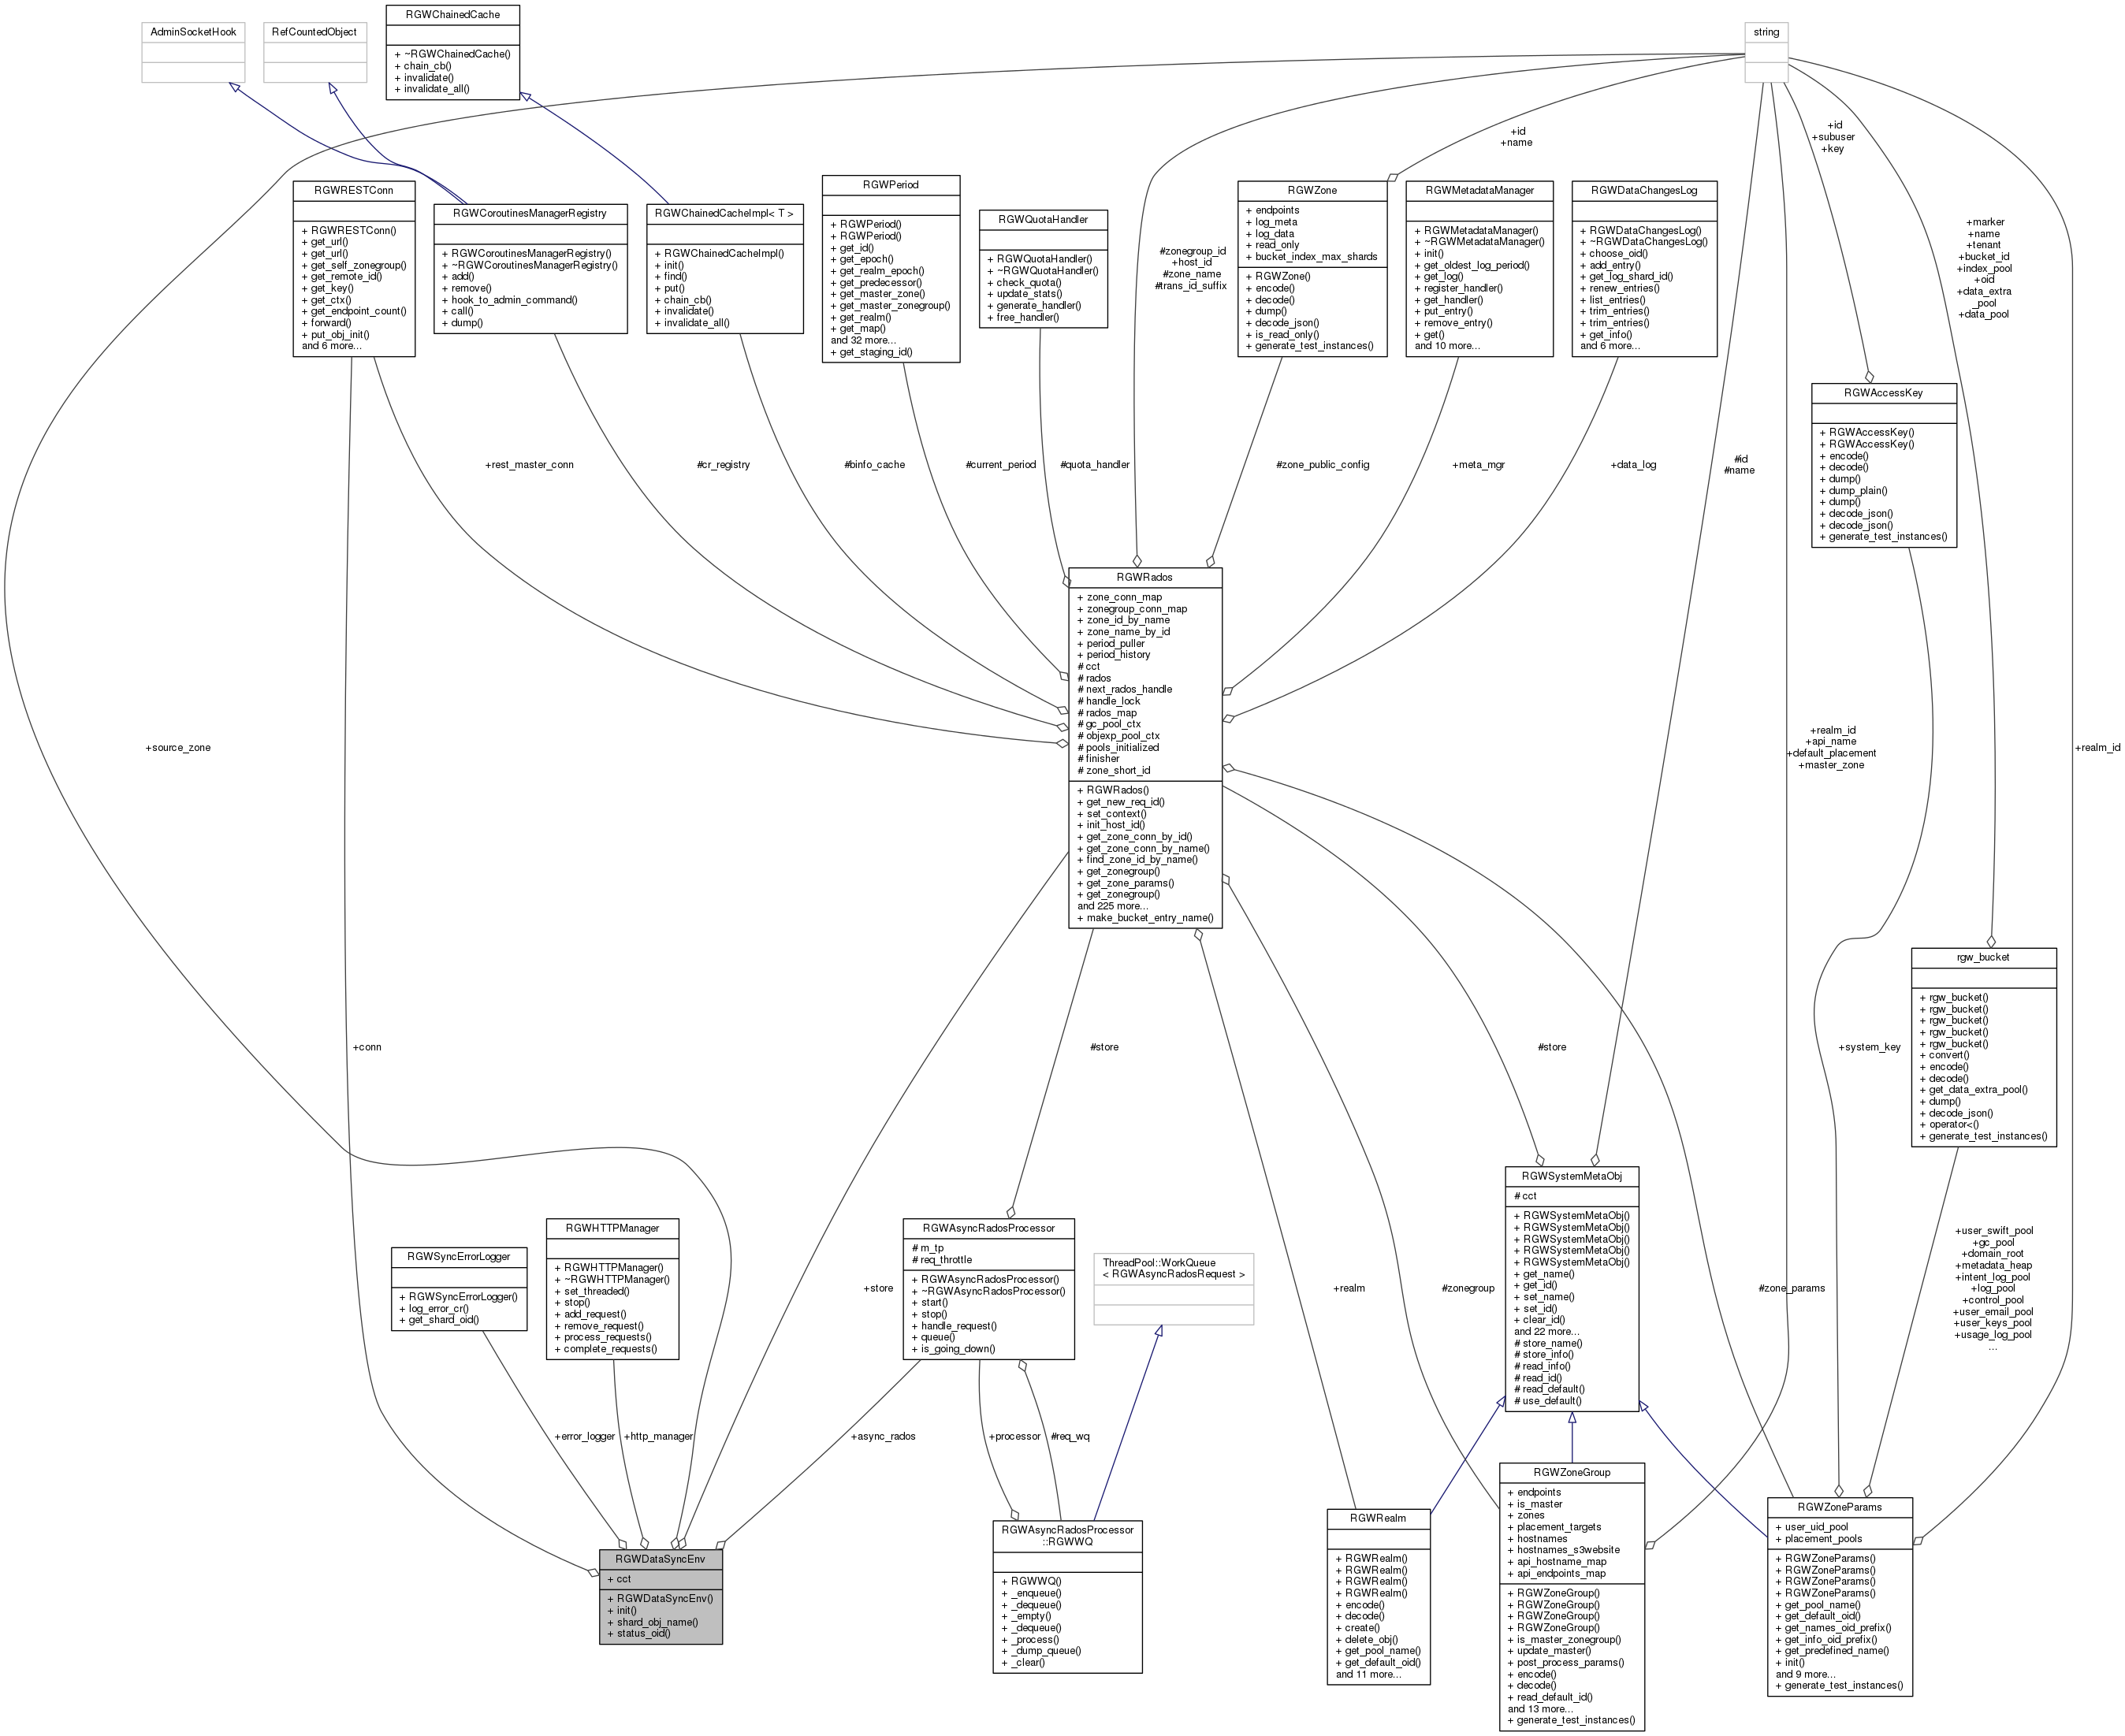 AdminSocketHook
RefCountedObject
RGWChainedCache
+ ~RGWChainedCache()
+ chain_cb()
+ invalidate()
+ invalidate_all()
string
+id
+name
+id
+subuser
+key
RGWRESTConn
+ RGWRESTConn()
+ get_url()
+ get_url()
+ get_self_zonegroup()
+ get_remote_id()
+ get_key()
+ get_ctx()
+ get_endpoint_count()
+ forward()
+ put_obj_init()
and 6 more...
RGWCoroutinesManagerRegistry
+ RGWCoroutinesManagerRegistry()
+ ~RGWCoroutinesManagerRegistry()
+ add()
+ remove()
+ hook_to_admin_command()
+ call()
+ dump()
RGWChainedCacheImpl< T >
+ RGWChainedCacheImpl()
+ init()
+ find()
+ put()
+ chain_cb()
+ invalidate()
+ invalidate_all()
RGWPeriod
+ RGWPeriod()
+ RGWPeriod()
+ get_id()
+ get_epoch()
+ get_realm_epoch()
+ get_predecessor()
+ get_master_zone()
+ get_master_zonegroup()
+ get_realm()
+ get_map()
and 32 more...
+ get_staging_id()
RGWQuotaHandler
+ RGWQuotaHandler()
+ ~RGWQuotaHandler()
+ check_quota()
+ update_stats()
+ generate_handler()
+ free_handler()
#zonegroup_id
+host_id
#zone_name
#trans_id_suffix
RGWZone
+ endpoints
+ log_meta
+ log_data
+ read_only
+ bucket_index_max_shards
+ RGWZone()
+ encode()
+ decode()
+ dump()
+ decode_json()
+ is_read_only()
+ generate_test_instances()
RGWMetadataManager
+ RGWMetadataManager()
+ ~RGWMetadataManager()
+ init()
+ get_oldest_log_period()
+ get_log()
+ register_handler()
+ get_handler()
+ put_entry()
+ remove_entry()
+ get()
and 10 more...
RGWDataChangesLog
+ RGWDataChangesLog()
+ ~RGWDataChangesLog()
+ choose_oid()
+ add_entry()
+ get_log_shard_id()
+ renew_entries()
+ list_entries()
+ trim_entries()
+ trim_entries()
+ get_info()
and 6 more...
+marker
+name
+tenant
+bucket_id
+index_pool
+oid
+data_extra
_pool
+data_pool
RGWAccessKey
+ RGWAccessKey()
+ RGWAccessKey()
+ encode()
+ decode()
+ dump()
+ dump_plain()
+ dump()
+ decode_json()
+ decode_json()
+ generate_test_instances()
+rest_master_conn
#cr_registry
#binfo_cache
#current_period
#quota_handler
#zone_public_config
+meta_mgr
+data_log
#id
#name
RGWRados
+ zone_conn_map
+ zonegroup_conn_map
+ zone_id_by_name
+ zone_name_by_id
+ period_puller
+ period_history
# cct
# rados
# next_rados_handle
# handle_lock
# rados_map
# gc_pool_ctx
# objexp_pool_ctx
# pools_initialized
# finisher
# zone_short_id
+ RGWRados()
+ get_new_req_id()
+ set_context()
+ init_host_id()
+ get_zone_conn_by_id()
+ get_zone_conn_by_name()
+ find_zone_id_by_name()
+ get_zonegroup()
+ get_zone_params()
+ get_zonegroup()
and 225 more...
+ make_bucket_entry_name()
+source_zone
+realm_id
+api_name
+default_placement
+master_zone
+realm_id
rgw_bucket
+ rgw_bucket()
+ rgw_bucket()
+ rgw_bucket()
+ rgw_bucket()
+ rgw_bucket()
+ convert()
+ encode()
+ decode()
+ get_data_extra_pool()
+ dump()
+ decode_json()
+ operator<()
+ generate_test_instances()
+conn
#store
#store
+system_key
RGWSystemMetaObj
# cct
+ RGWSystemMetaObj()
+ RGWSystemMetaObj()
+ RGWSystemMetaObj()
+ RGWSystemMetaObj()
+ RGWSystemMetaObj()
+ get_name()
+ get_id()
+ set_name()
+ set_id()
+ clear_id()
and 22 more...
# store_name()
# store_info()
# read_info()
# read_id()
# read_default()
# use_default()
RGWSyncErrorLogger
+ RGWSyncErrorLogger()
+ log_error_cr()
+ get_shard_oid()
RGWHTTPManager
+ RGWHTTPManager()
+ ~RGWHTTPManager()
+ set_threaded()
+ stop()
+ add_request()
+ remove_request()
+ process_requests()
+ complete_requests()
+store
RGWAsyncRadosProcessor
# m_tp
# req_throttle
+ RGWAsyncRadosProcessor()
+ ~RGWAsyncRadosProcessor()
+ start()
+ stop()
+ handle_request()
+ queue()
+ is_going_down()
ThreadPool::WorkQueue
< RGWAsyncRadosRequest >
+realm
#zonegroup
#zone_params
+user_swift_pool
+gc_pool
+domain_root
+metadata_heap
+intent_log_pool
+log_pool
+control_pool
+user_email_pool
+user_keys_pool
+usage_log_pool
...
+error_logger
+http_manager
+async_rados
+processor
#req_wq
RGWDataSyncEnv
+ cct
+ RGWDataSyncEnv()
+ init()
+ shard_obj_name()
+ status_oid()
RGWAsyncRadosProcessor
::RGWWQ
+ RGWWQ()
+ _enqueue()
+ _dequeue()
+ _empty()
+ _dequeue()
+ _process()
+ _dump_queue()
+ _clear()
RGWRealm
+ RGWRealm()
+ RGWRealm()
+ RGWRealm()
+ RGWRealm()
+ encode()
+ decode()
+ create()
+ delete_obj()
+ get_pool_name()
+ get_default_oid()
and 11 more...
RGWZoneGroup
+ endpoints
+ is_master
+ zones
+ placement_targets
+ hostnames
+ hostnames_s3website
+ api_hostname_map
+ api_endpoints_map
+ RGWZoneGroup()
+ RGWZoneGroup()
+ RGWZoneGroup()
+ RGWZoneGroup()
+ is_master_zonegroup()
+ update_master()
+ post_process_params()
+ encode()
+ decode()
+ read_default_id()
and 13 more...
+ generate_test_instances()
RGWZoneParams
+ user_uid_pool
+ placement_pools
+ RGWZoneParams()
+ RGWZoneParams()
+ RGWZoneParams()
+ RGWZoneParams()
+ get_pool_name()
+ get_default_oid()
+ get_names_oid_prefix()
+ get_info_oid_prefix()
+ get_predefined_name()
+ init()
and 9 more...
+ generate_test_instances()